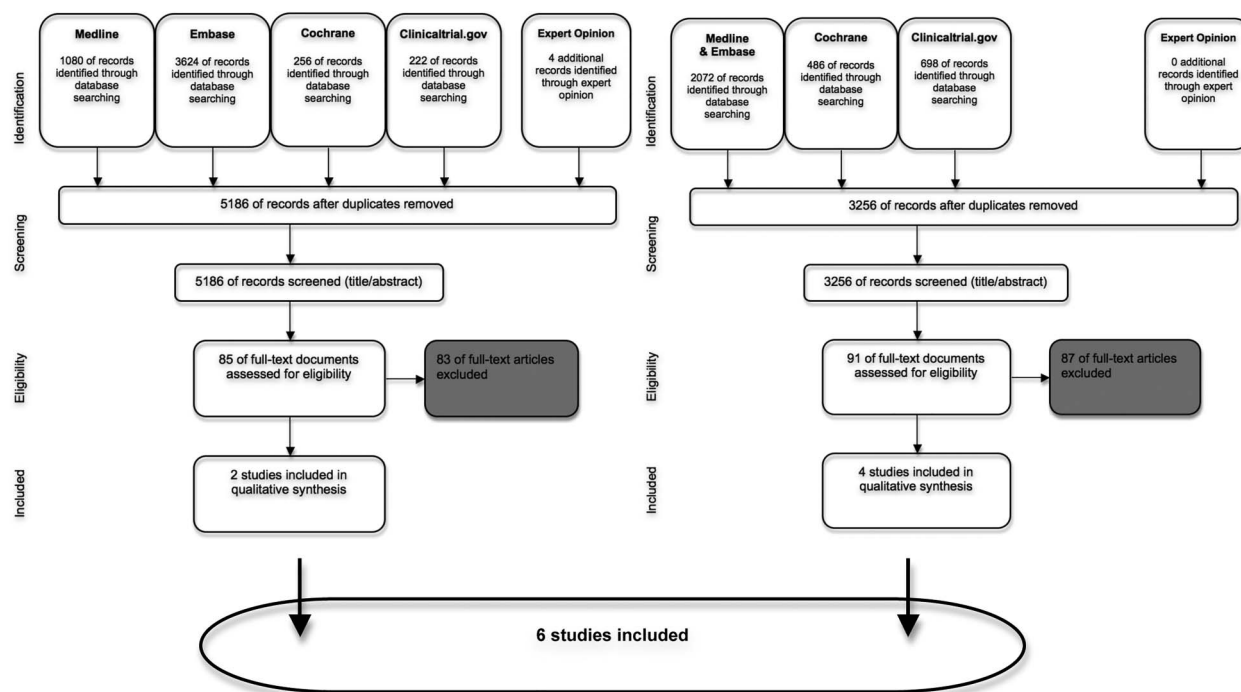 Identification
Medline
1080 of records
identified through
database
searching
Embase
3624 of records
identified through
database
searching
Cochrane
256 of records
identified through
database
searching
Clinicaltrial.gov
222 of records
identified through
database
searching
Expert Opinion
4 additional
records identified
through expert
opinion
Screening
5186 of records after duplicates removed
5186 of records screened (title/abstract)
Eligibility
85 of full-text documents
assessed for eligibility
83 of full-text articles
excluded
Included
2 studies included in
qualitative synthesis
Identification
Medline
& Embase
2072 of records
identified through
database
searching
Cochrane
486 of records
identified through
database
searching
Clinicaltrial.gov
698 of records
identified through
database
searching
Expert Opinion
0 additional
records identified
through expert
opinion
Screening
3256 of records after duplicates removed
3256 of records screened (title/abstract)
Eligibility
91 of full-text documents
assessed for eligibility
87 of full-text articles
excluded
Included
4 studies included in
qualitative synthesis
6 studies included